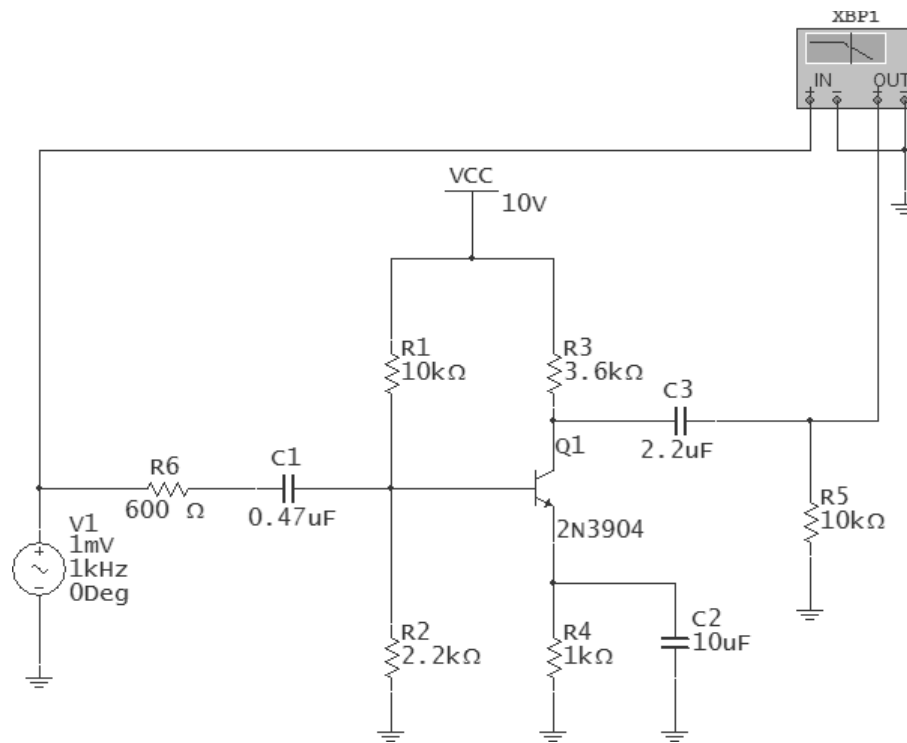 XBP1
IN OUT
VCC
10V
R1
10kΩ
R3
3.6kΩ
C3
2.2uF
Q1
2N3904
R6
600 Ω
C1
0.47uF
V1
1mV
1kHz
0Deg
R5
10kΩ
R2
2.2kΩ
R4
1kΩ
C2
10uF